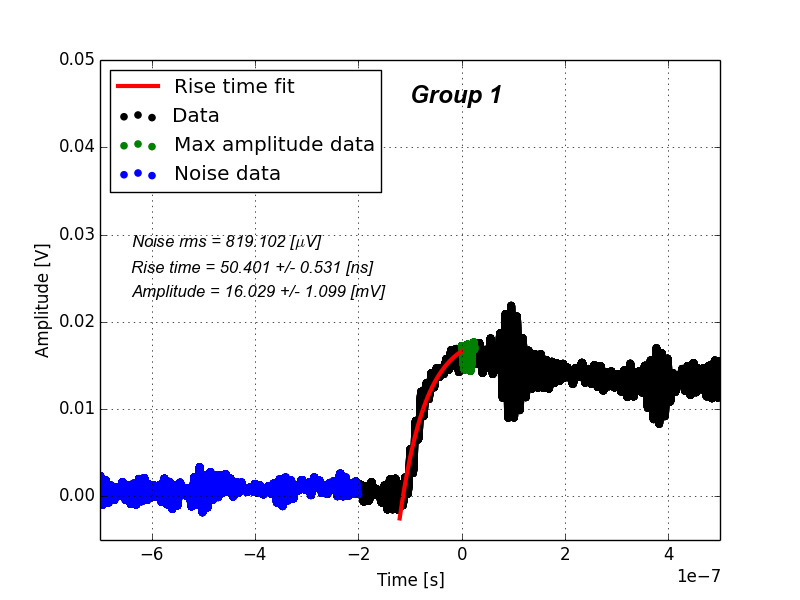 Group 1
Rise time fit
Data
Max amplitude data
Noise data
Noise rms = 819.102 [μV]
Rise time = 50.401 +/- 0.531 [ns]
Amplitude = 16.029 +/- 1.099 [mV]
Amplitude [V]
0.05
0.04
0.03
0.02
0.01
0.00
−6 −4 −2 0 2 4
1e−7
Time [s]